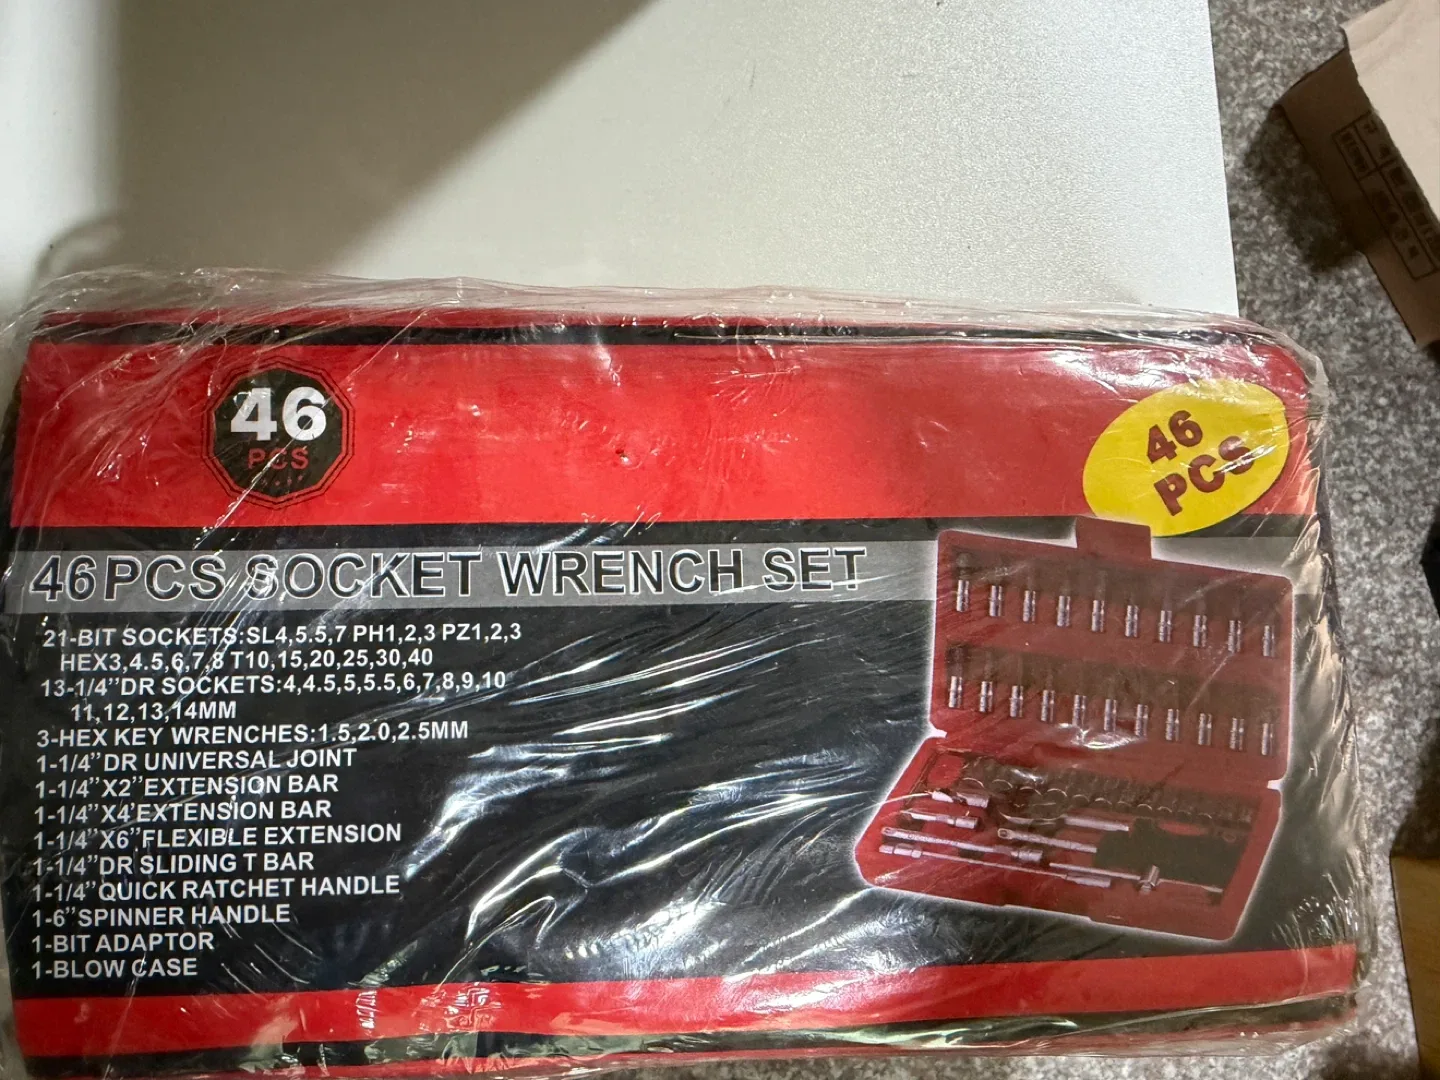 46
PCS
46
PCS
46PCS SOCKET WRENCH SET
21-BIT SOCKETS:SL4,5.5,7 PH1,2,3 PZ1,2,3
HEX3,4.5,6,7,8 T10,15,20,25,30,40
13-1/4’’DR SOCKETS:4,4.5,5,5.5,6,7,8,9,10
11,12,13,14MM
3-HEX KEY WRENCHES:1.5,2.0,2.5MM
1-1/4’’DR UNIVERSAL JOINT
1-1/4’’X2’’EXTENSION BAR
1-1/4’’X4’EXTENSION BAR
1-1/4’’X6’’FLEXIBLE EXTENSION
1-1/4’’DR SLIDING T BAR
1-1/4’’QUICK RATCHET HANDLE
1-6’’SPINNER HANDLE
1-BIT ADAPTOR
1-BLOW CASE